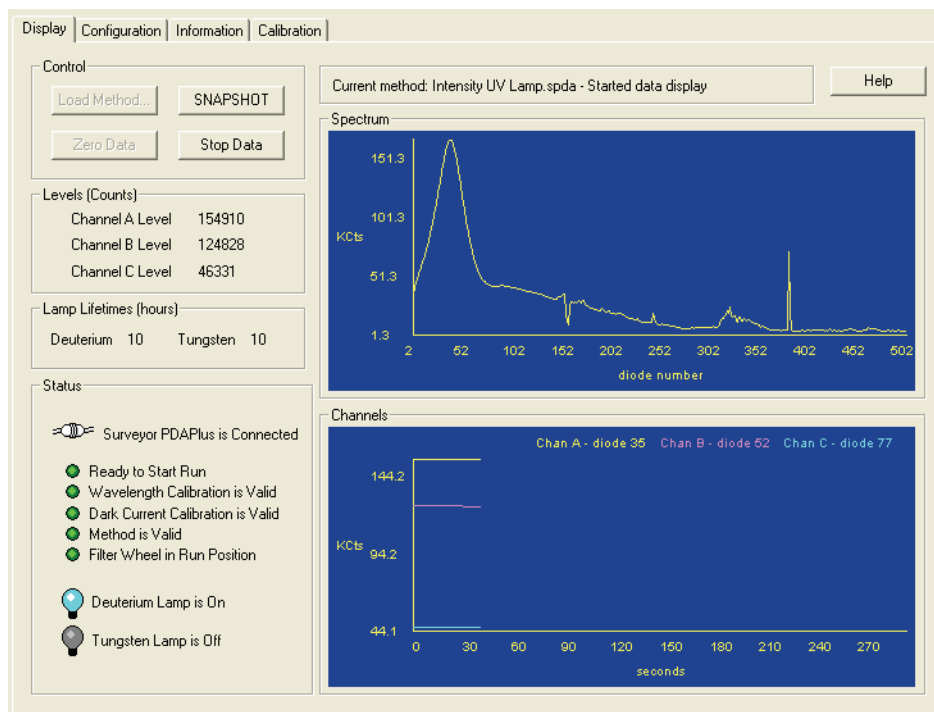 Display Configuration Information Calibration
Control
Load Method... SNAPSHOT
Zero Data Stop Data
Levels (Counts)
Channel A Level 154910
Channel B Level 124828
Channel C Level 46331
Lamp Lifetimes (hours)
Deuterium 10 Tungsten 10
Status
Surveyor PDAPlus is Connected
Ready to Start Run
Wavelength Calibration is Valid
Dark Current Calibration is Valid
Method is Valid
Filter Wheel in Run Position
Deuterium Lamp is On
Tungsten Lamp is Off
Current method: Intensity UV Lamp.spda - Started data display
Help
Spectrum
151.3
101.3
KCts
51.3
1.3
2 52 102 152 202 252 302 352 402 452 502
diode number
Channels
Chan A - diode 35 Chan B - diode 52 Chan C - diode 77
144.2
KCts
94.2
44.1
0 30 60 90 120 150 180 210 240 270
seconds